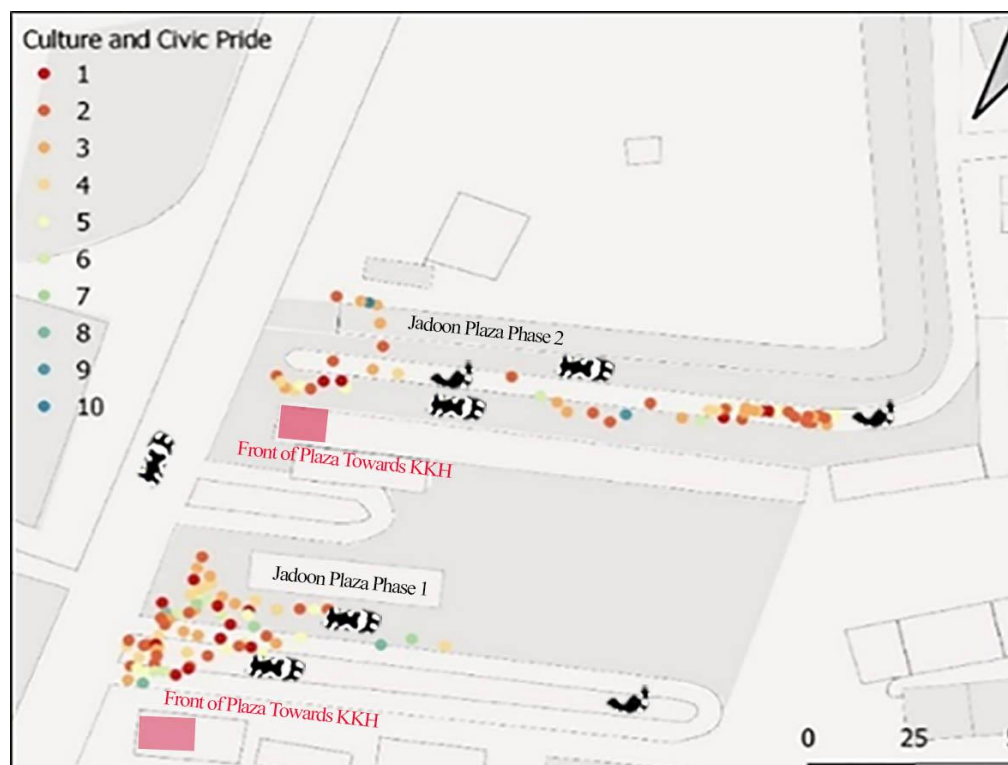 Culture and Civic Pride
1
2
3
4
5
6
7
8
9
10
Jadoon Plaza Phase 2
Front of Plaza Towards KKH
Jadoon Plaza Phase 1
Front of Plaza Towards KKH
0 25